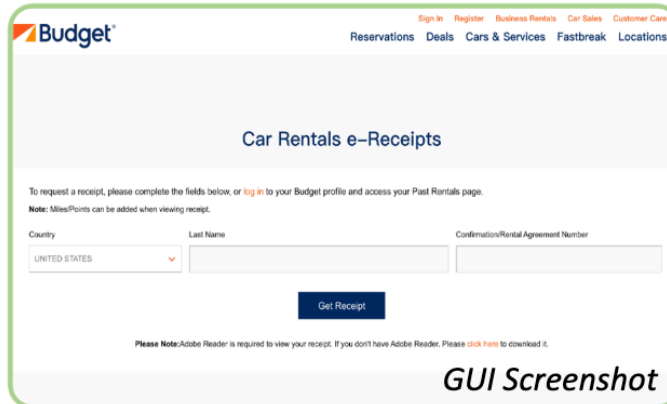 Sign In Register Business Rentals Car Sales Customer Care
Budget
Reservations Deals Cars & Services Fastbreak Locations
Car Rentals e-Receipts
To request a receipt, please complete the fields below, or log in to your Budget profile and access your Past Rentals page.
Note: Miles/Points can be added when viewing receipt.
Country Last Name Confirmation/Rental Agreement Number
UNITED STATES
Get Receipt
Please Note:Adobe Reader is required to view your receipt. If you don't have Adobe Reader. Please click here to download it.
GUI Screenshot